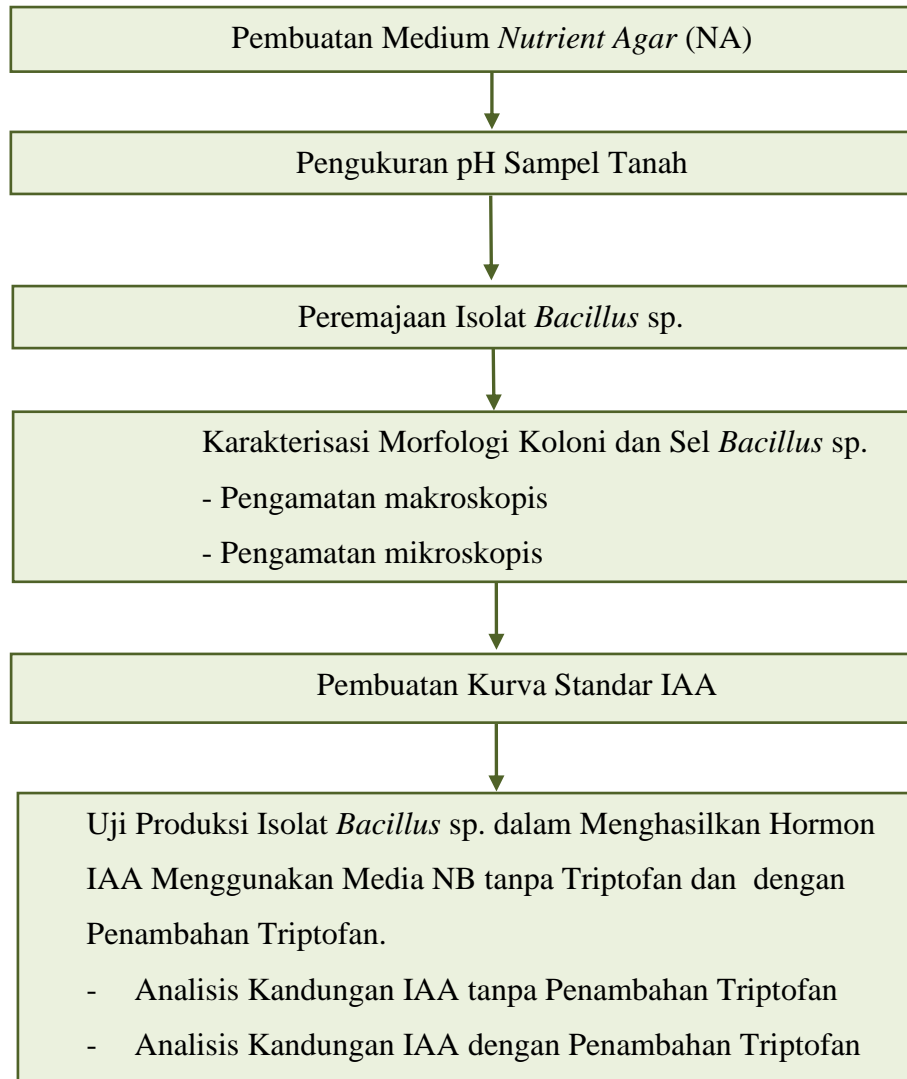 Pembuatan Medium Nutrient Agar (NA)
Pengukuran pH Sampel Tanah
Peremajaan Isolat Bacillus sp.
Karakterisasi Morfologi Koloni dan Sel Bacillus sp.
- Pengamatan makroskopis
- Pengamatan mikroskopis
Pembuatan Kurva Standar IAA
Uji Produksi Isolat Bacillus sp. dalam Menghasilkan Hormon
IAA Menggunakan Media NB tanpa Triptofan dan dengan
Penambahan Triptofan.
- Analisis Kandungan IAA tanpa Penambahan Triptofan
- Analisis Kandungan IAA dengan Penambahan Triptofan